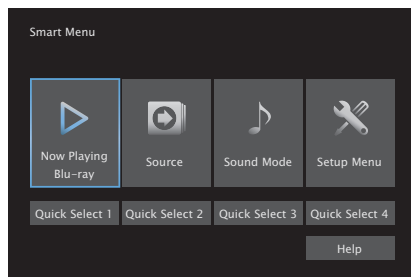 Smart Menu
Now Playing
Blu-ray
Source
Sound Mode
Setup Menu
Quick Select 1
Quick Select 2
Quick Select 3
Quick Select 4
Help